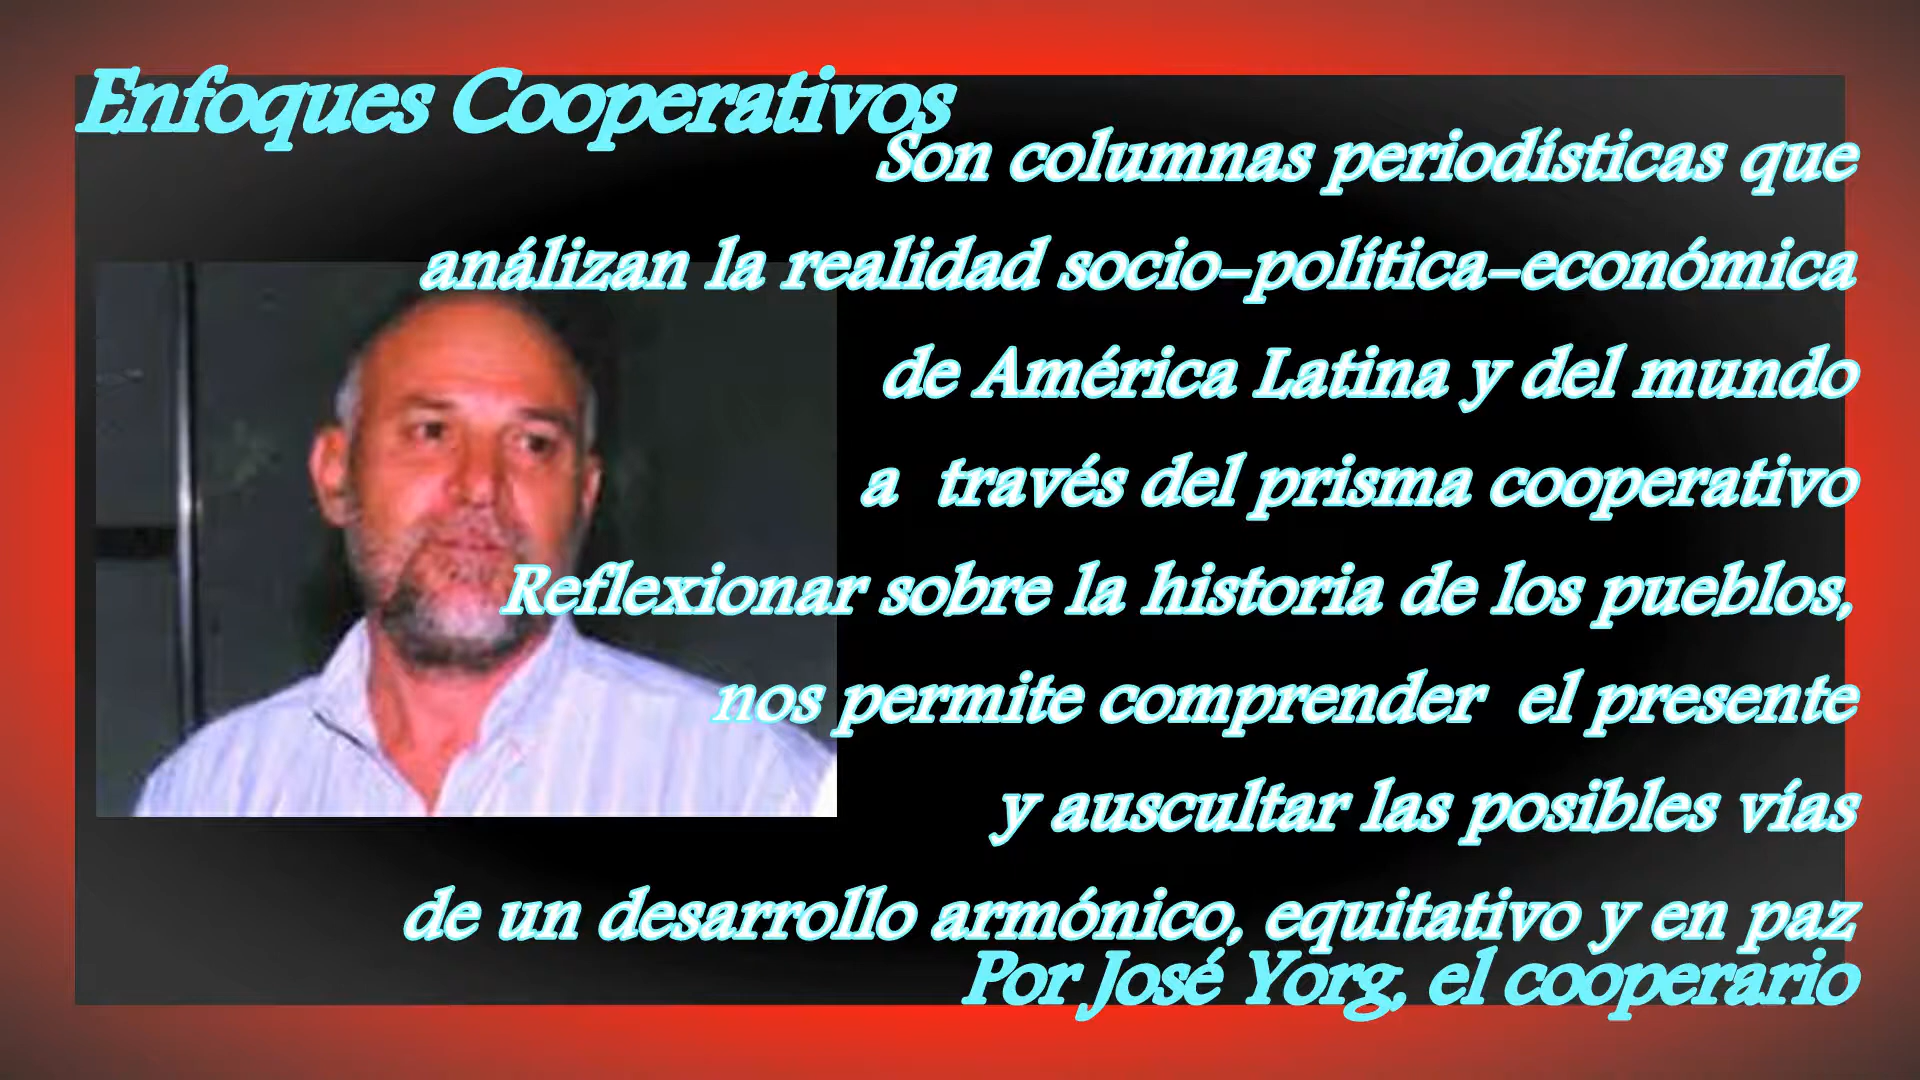 Enfoques Cooperativos
Son columnas periodísticas que
análizan la realidad socio-política-económica
de América Latina y del mundo
a través del prisma cooperativo
Reflexionar sobre la historia de los pueblos,
nos permite comprender el presente
y auscultar las posibles vías
de un desarrollo armónico, equitativo y en paz
Por José Yorg, el cooperario